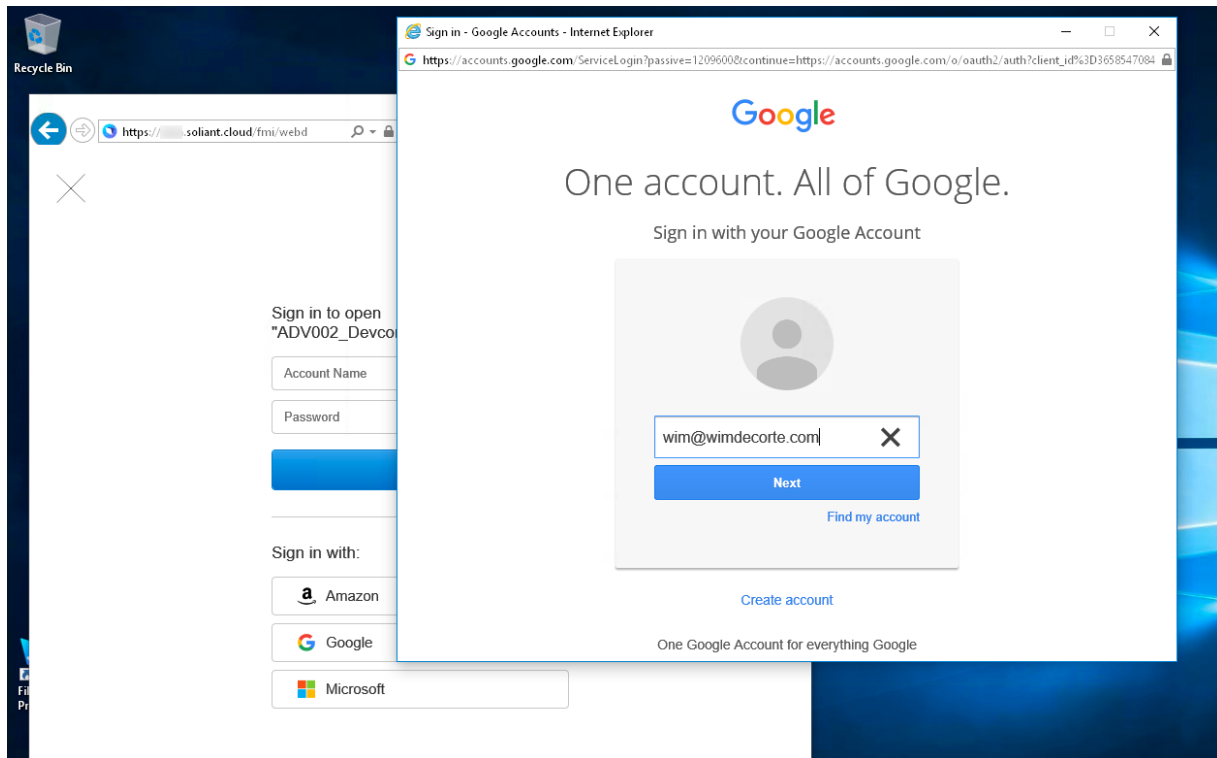 Recycle Bin
Sign in - Google Accounts - Internet Explorer
https://accounts.google.com/ServiceLogin?passive=1209600&continue=https://accounts.google.com/o/oauth2/auth?client_id%3D3658547084
https:// .soliant.cloud/fmi/webd
Google
One account. All of Google.
Sign in with your Google Account
wim@wimdecorte.com
Next
Find my account
Create account
One Google Account for everything Google
Sign in to open
"ADV002_Devco
Account Name
Password
Sign in with:
Amazon
Google
Microsoft
Fil
Pr